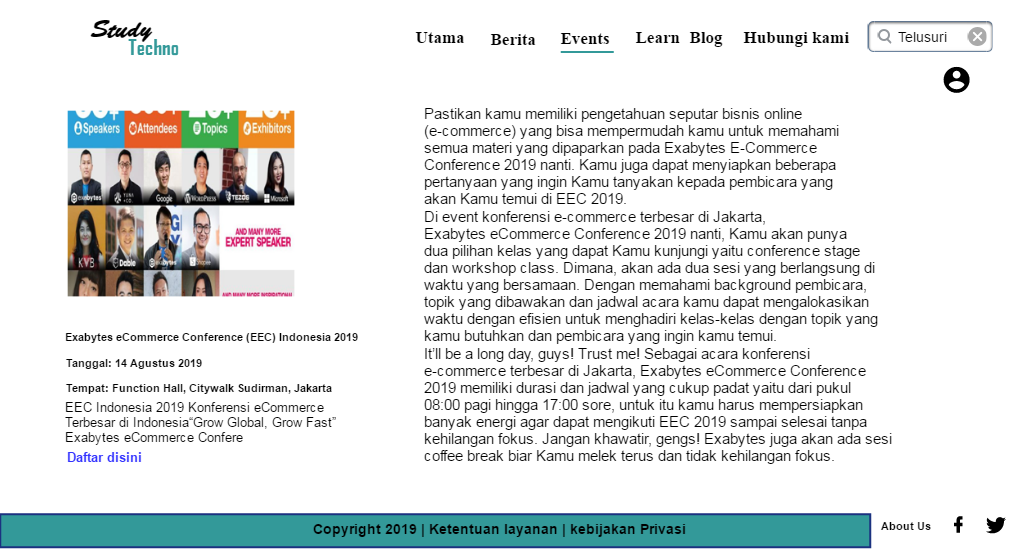 Study
Techno
Utama Berita Events Learn Blog Hubungi kami
Telusuri
Speakers Attendees Topics Exhibitors
exabytes Google WORDPRESS TEZOS Microsoft
AND MANY MORE
EXPERT SPEAKER
KVB Dable exabytes
AND MANY MORE INSPIRATIONAL
Exabytes eCommerce Conference (EEC) Indonesia 2019
Tanggal: 14 Agustus 2019
Tempat: Function Hall, Citywalk Sudirman, Jakarta
EEC Indonesia 2019 Konferensi eCommerce
Terbesar di Indonesia“Grow Global, Grow Fast”
Exabytes eCommerce Confere
Daftar disini
Pastikan kamu memiliki pengetahuan seputar bisnis online
(e-commerce) yang bisa mempermudah kamu untuk memahami
semua materi yang dipaparkan pada Exabytes E-Commerce
Conference 2019 nanti. Kamu juga dapat menyiapkan beberapa
pertanyaan yang ingin Kamu tanyakan kepada pembicara yang
akan Kamu temui di EEC 2019.
Di event konferensi e-commerce terbesar di Jakarta,
Exabytes eCommerce Conference 2019 nanti, Kamu akan punya
dua pilihan kelas yang dapat Kamu kunjungi yaitu conference stage
dan workshop class. Dimana, akan ada dua sesi yang berlangsung di
waktu yang bersamaan. Dengan memahami background pembicara,
topik yang dibawakan dan jadwal acara kamu dapat mengalokasikan
waktu dengan efisien untuk menghadiri kelas-kelas dengan topik yang
kamu butuhkan dan pembicara yang ingin kamu temui.
It’ll be a long day, guys! Trust me! Sebagai acara konferensi
e-commerce terbesar di Jakarta, Exabytes eCommerce Conference
2019 memiliki durasi dan jadwal yang cukup padat yaitu dari pukul
08:00 pagi hingga 17:00 sore, untuk itu kamu harus mempersiapkan
banyak energi agar dapat mengikuti EEC 2019 sampai selesai tanpa
kehilangan fokus. Jangan khawatir, gengs! Exabytes juga akan ada sesi
coffee break biar Kamu melek terus dan tidak kehilangan fokus.
Copyright 2019 | Ketentuan layanan | kebijakan Privasi
About Us